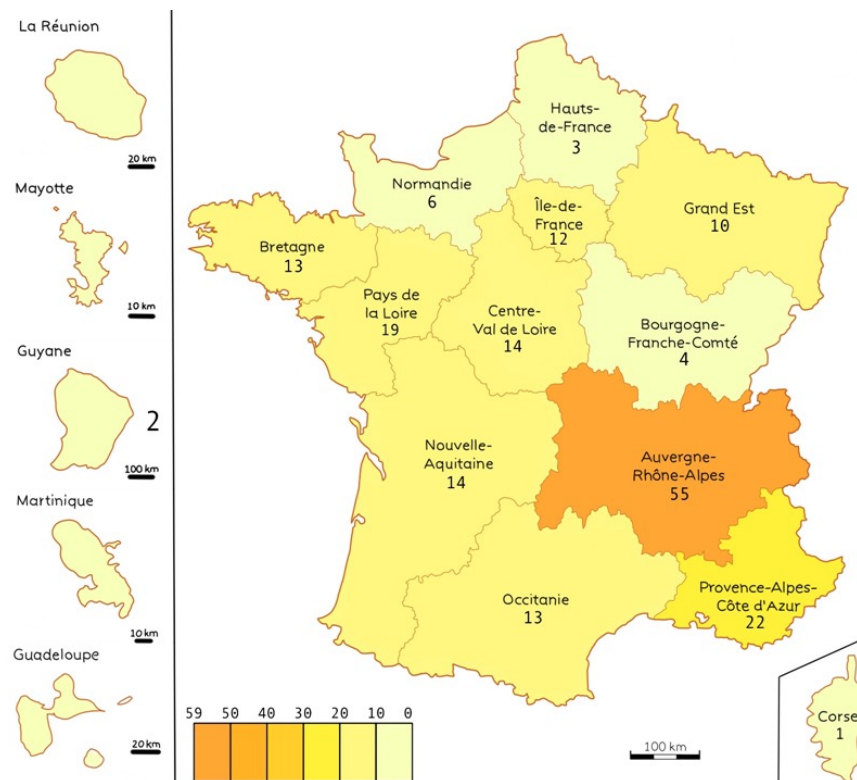 La Réunion
20 km
Mayotte
10 km
Guyane
2
100 km
Martinique
10 km
Guadeloupe
20 km
Hauts-
de-France
3
Normandie
6
Île-de-
France
12
Grand Est
10
Bretagne
13
Pays de
la Loire
19
Centre-
Val de Loire
14
Bourgogne-
Franche-Comté
4
Nouvelle-
Aquitaine
14
Auvergne-
Rhône-Alpes
55
Occitanie
13
Provence-Alpes-
Côte d'Azur
22
Corse
1
59 50 40 30 20 10 0
100 km